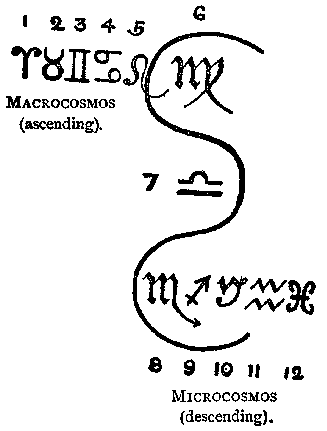 1 2 3 4 5 6
♈♉♊♋♌ ♍
MACROCOSMOS
(ascending).
7 ♎
♏♐♑♒♓
8 9 10 11 12
MICROCOSMOS
(descending).